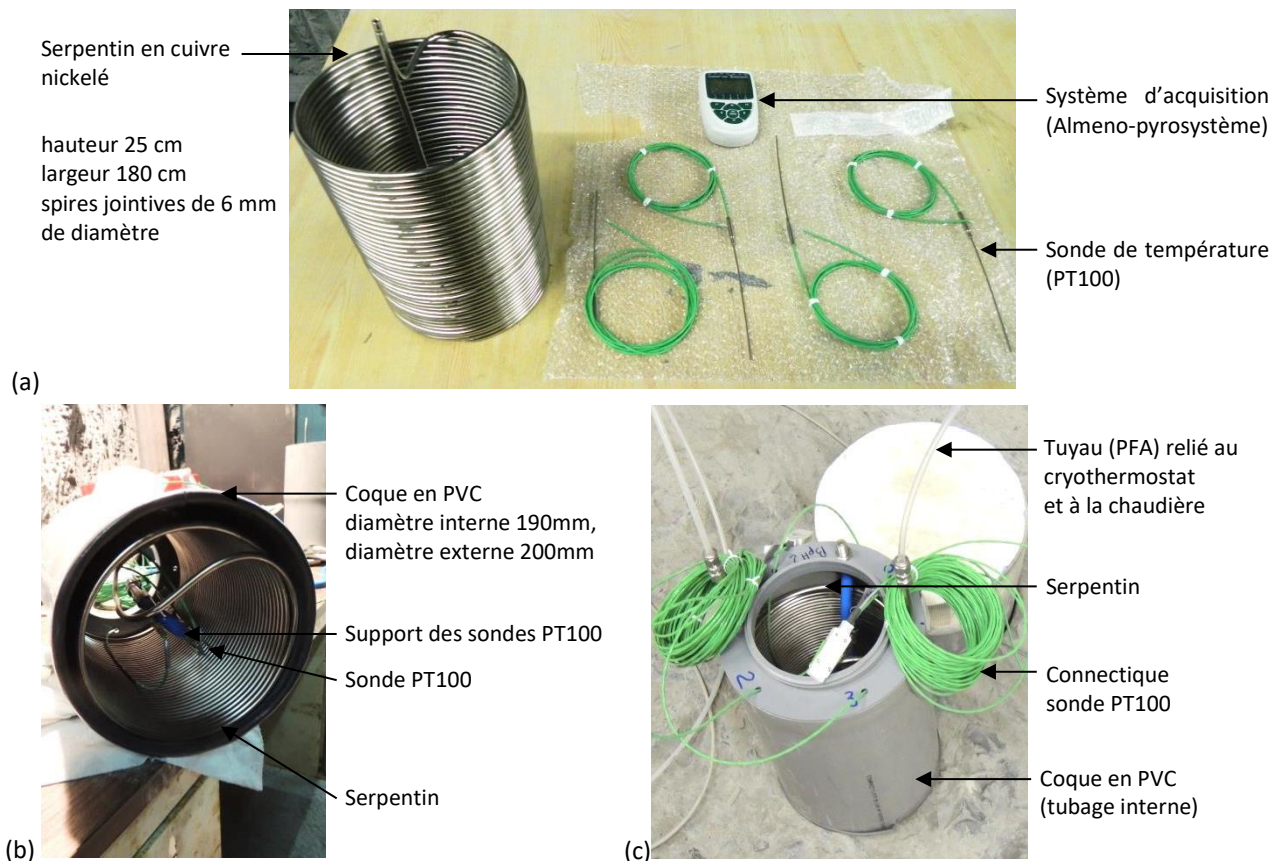 Serpentin en cuivre
nickelé
hauteur 25 cm
largeur 180 cm
spires jointives de 6 mm
de diamètre
Système d'acquisition
(Almeno-pyrosystème)
Sonde de température
(PT100)
(a)
Coque en PVC
diamètre interne 190mm,
diamètre externe 200mm
Support des sondes PT100
Sonde PT100
Serpentin
(b)
Tuyau (PFA) relié au
cryothermostat
et à la chaudière
Serpentin
Connectique
sonde PT100
Coque en PVC
(tubage interne)
2
3
(c)